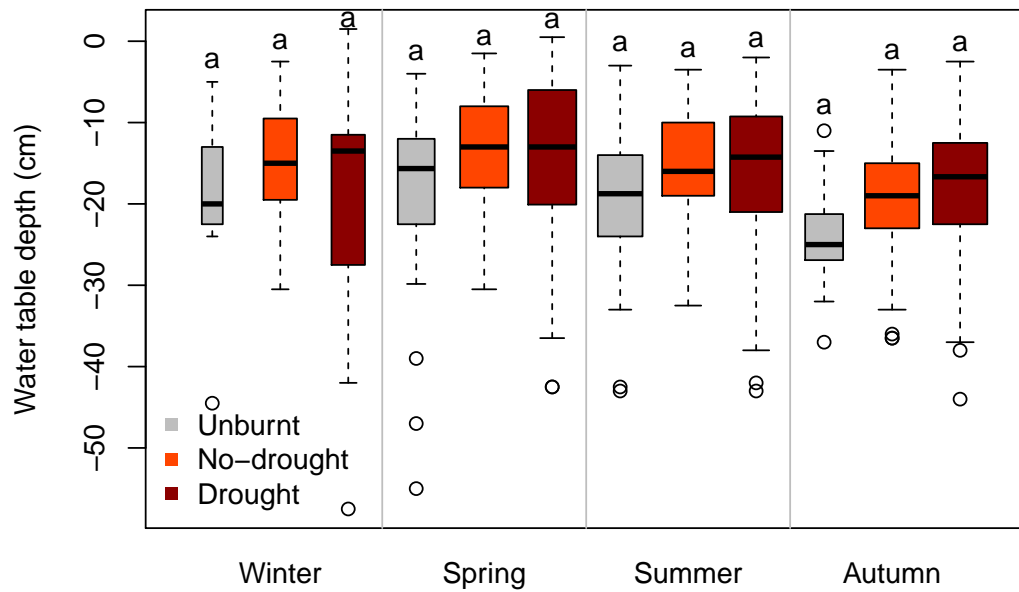 a a a a a a a a a a a a
0
−10
−20
−30
−40
−50
Water table depth (cm)
Unburnt
No−drought
Drought
Winter Spring Summer Autumn